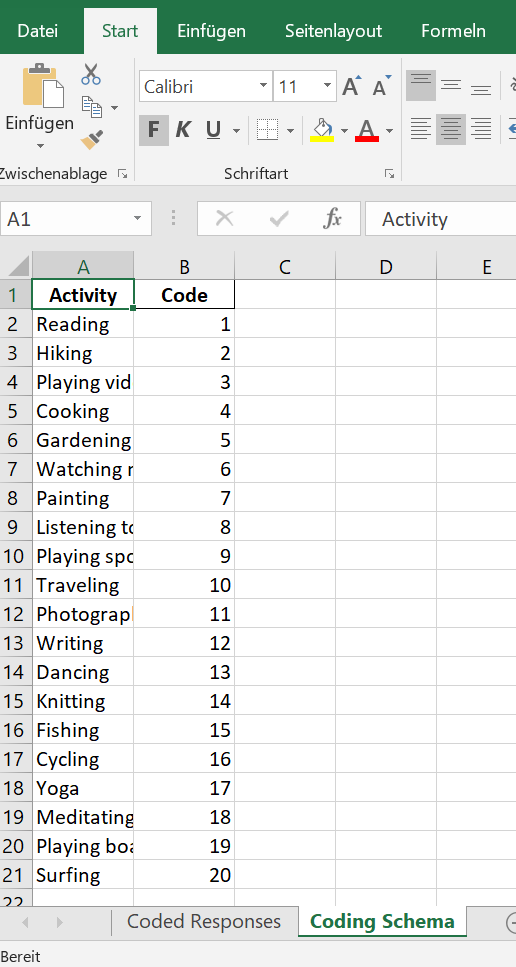 Datei Start Einfügen Seitenlayout Formeln
Calibri 11 A A
Einfügen
F K U A
Zwischenablage Schriftart
A1 fx Activity
A B C D E
1 Activity Code
2 Reading 1
3 Hiking 2
4 Playing vid 3
5 Cooking 4
6 Gardening 5
7 Watching 6
8 Painting 7
9 Listening to 8
10 Playing spo 9
11 Traveling 10
12 Photograp 11
13 Writing 12
14 Dancing 13
15 Knitting 14
16 Fishing 15
17 Cycling 16
18 Yoga 17
19 Meditating 18
20 Playing boa 19
21 Surfing 20
22
Coded Responses Coding Schema
Bereit